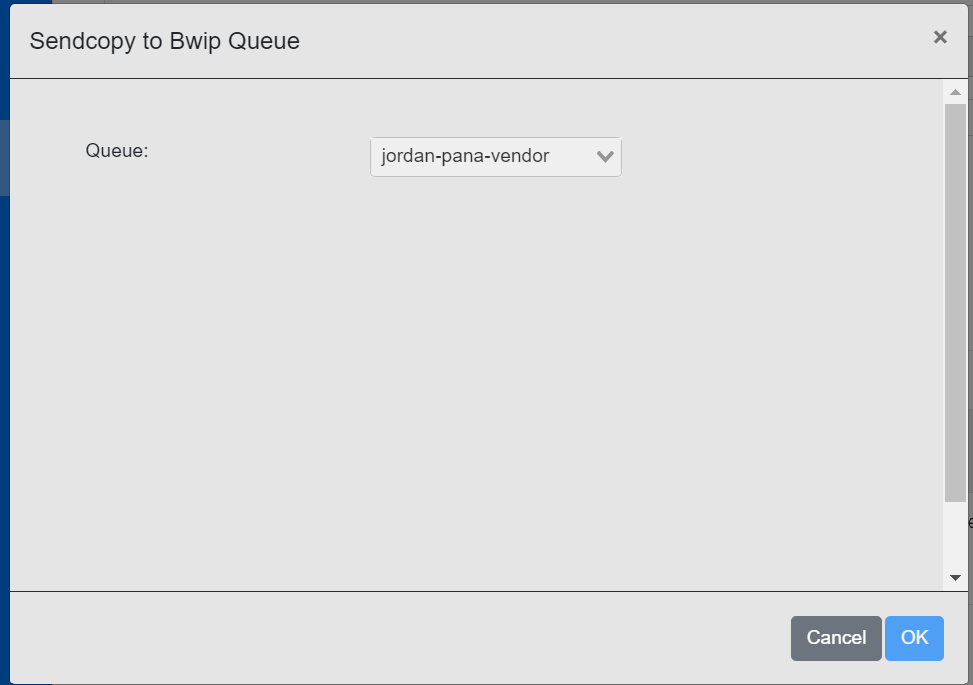 Sendcopy to Bwip Queue
×
Queue:
jordan-pana-vendor
Cancel
OK